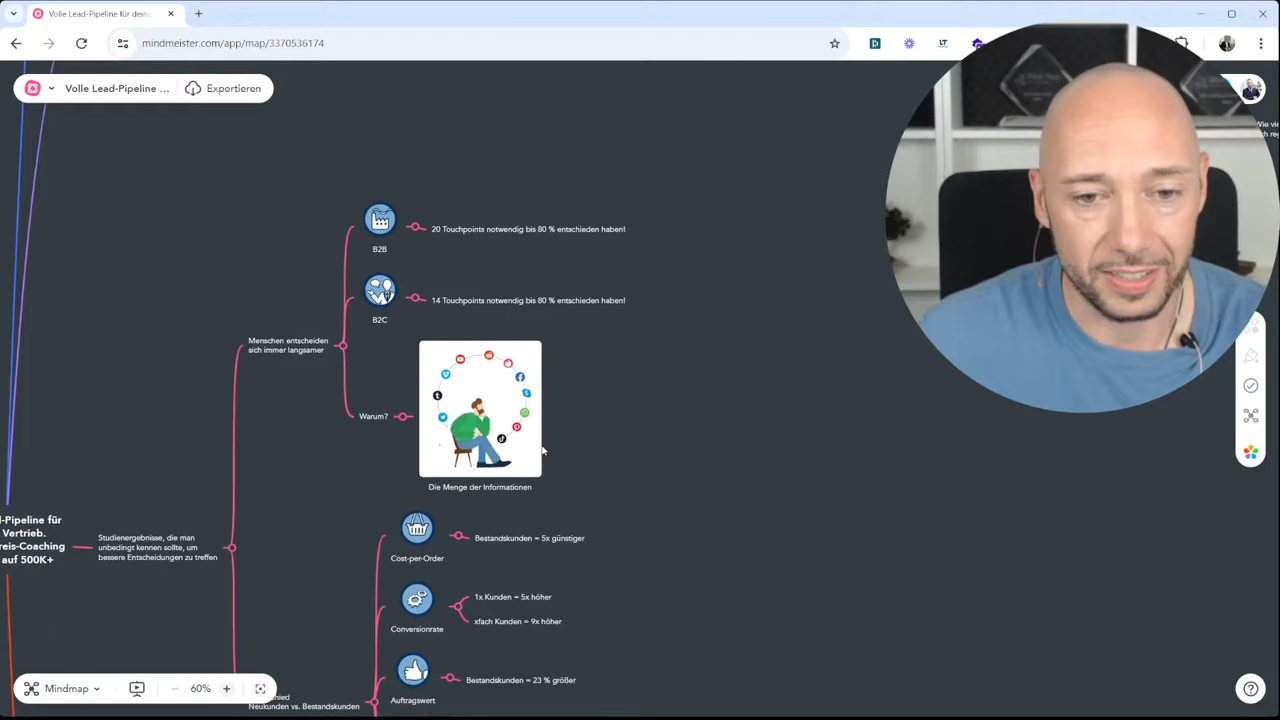 Volle Lead-Pipeline für deine
mindmeister.com/app/map/3370536174
Volle Lead-Pipeline ...
Exportieren
20 Touchpoints notwendig bis 80 % entschieden haben!
B2B
14 Touchpoints notwendig bis 80 % entschieden haben!
B2C
Menschen entscheiden
sich immer langsamer
Warum?
Die Menge der Informationen
-Pipeline für
Vertrieb.
reis-Coaching
auf 500K+
Studienergebnisse, die man
unbedingt kennen sollte, um
bessere Entscheidungen zu treffen
Bestandskunden = 5x günstiger
Cost-per-Order
1x Kunden = 5x höher
xfach Kunden = 9x höher
Conversionrate
Bestandskunden = 23 % größer
Auftragswert
Neukunden vs. Bestandskunden
Mindmap
60%